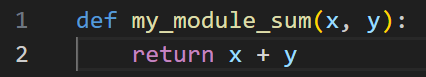 1 def my_module_sum(x, y):
2     return x + y